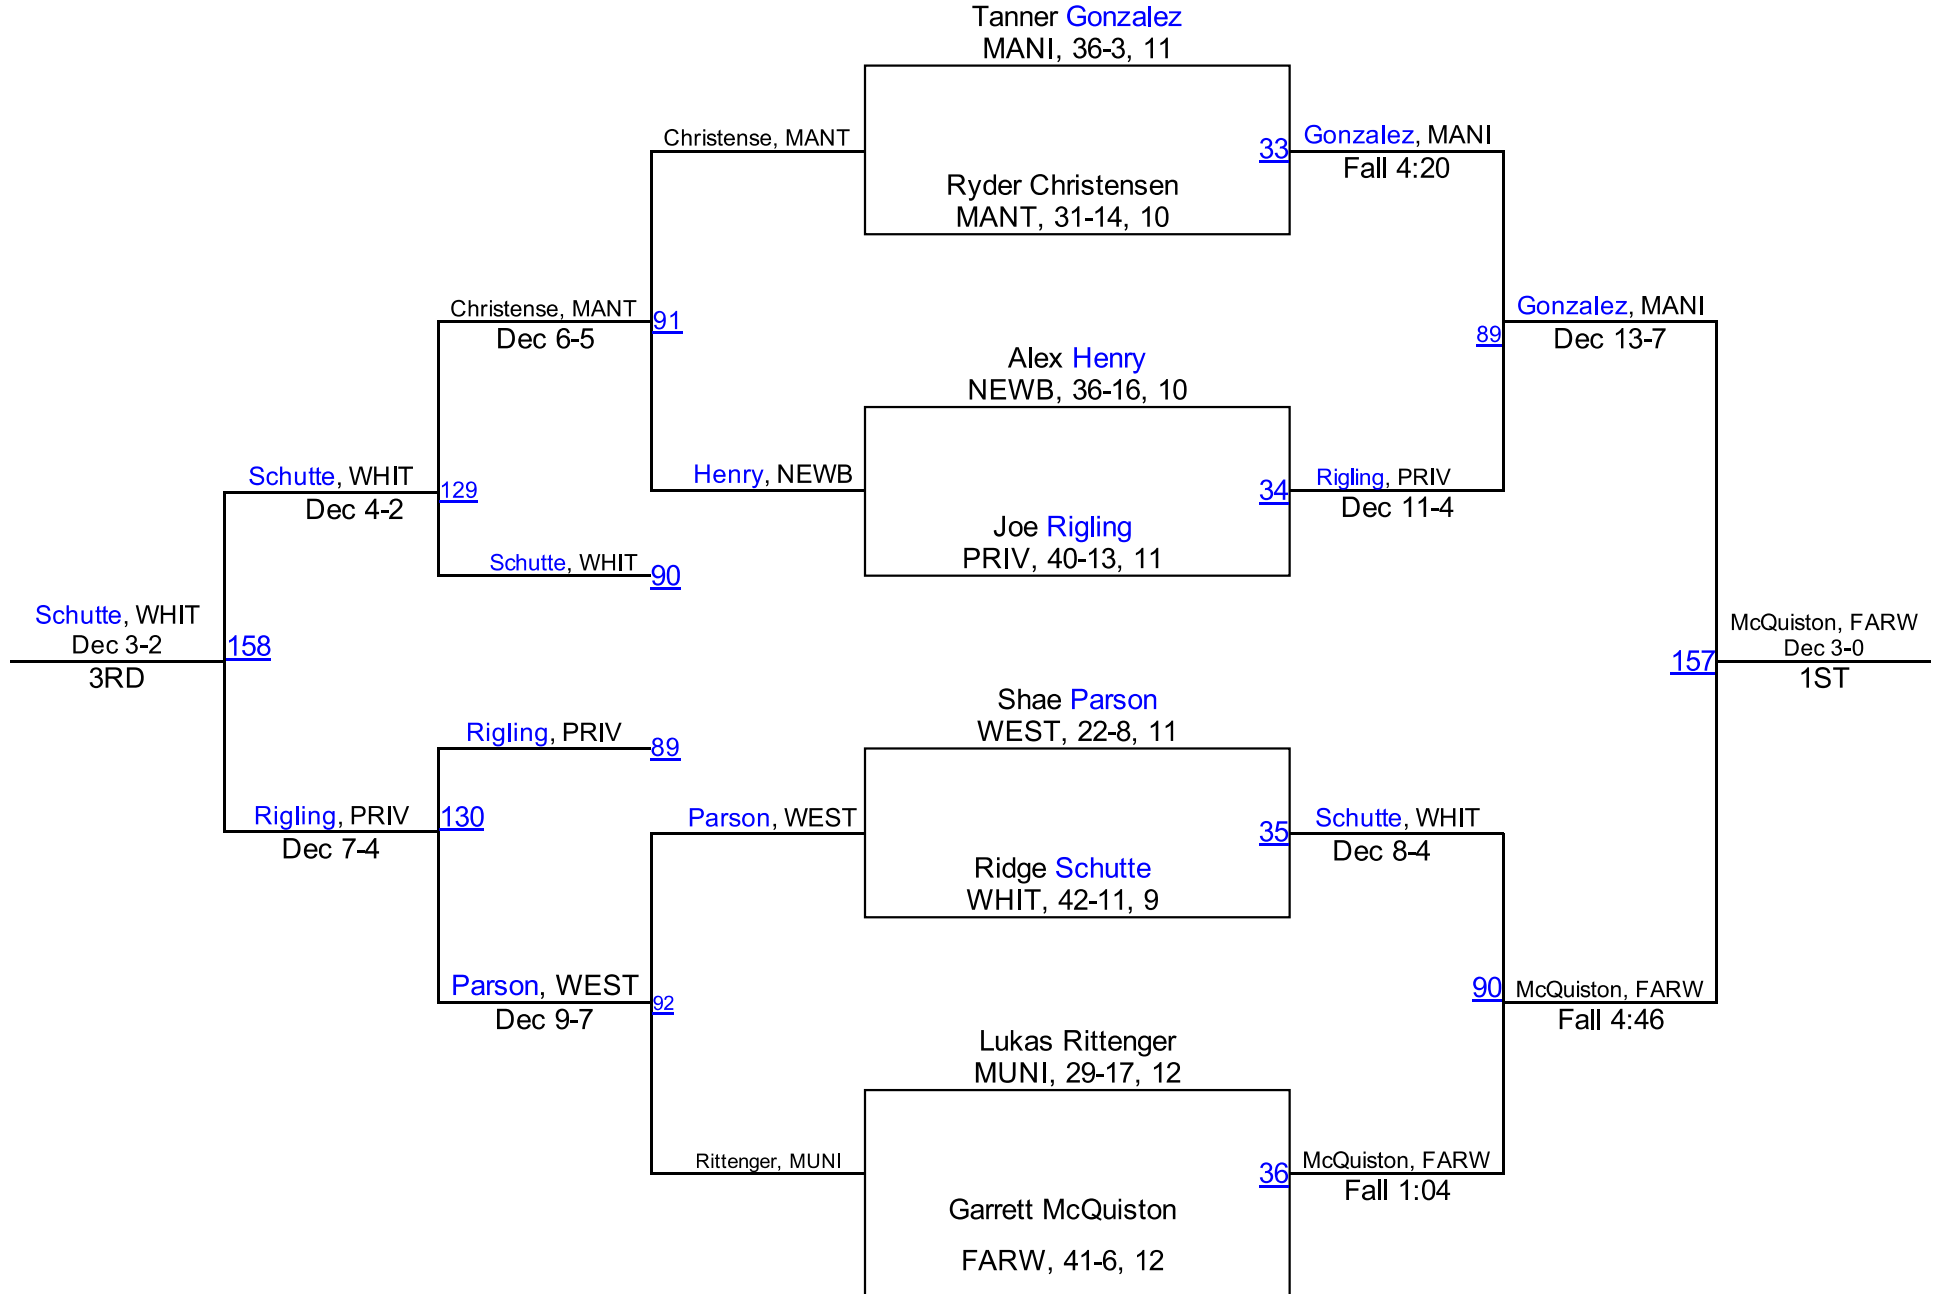 Tanner Gonzalez
MANI, 36-3, 11
Christense, MANT
33
Gonzalez, MANI
Fall 4:20
Ryder Christensen
MANT, 31-14, 10
Christense, MANT
Dec 6-5
91
Gonzalez, MANI
Dec 13-7
89
Alex Henry
NEWB, 36-16, 10
Schutte, WHIT
Dec 4-2
129
Henry, NEWB
34
Rigling, PRIV
Dec 11-4
Joe Rigling
PRIV, 40-13, 11
Schutte, WHIT
90
Schutte, WHIT
Dec 3-2
3RD
158
McQuiston, FARW
Dec 3-0
1ST
157
Shae Parson
WEST, 22-8, 11
Rigling, PRIV
89
Rigling, PRIV
Dec 7-4
130
Parson, WEST
35
Schutte, WHIT
Dec 8-4
Ridge Schutte
WHIT, 42-11, 9
Parson, WEST
Dec 9-7
92
90
McQuiston, FARW
Fall 4:46
Lukas Rittenger
MUNI, 29-17, 12
Rittenger, MUNI
36
McQuiston, FARW
Fall 1:04
Garrett McQuiston
FARW, 41-6, 12